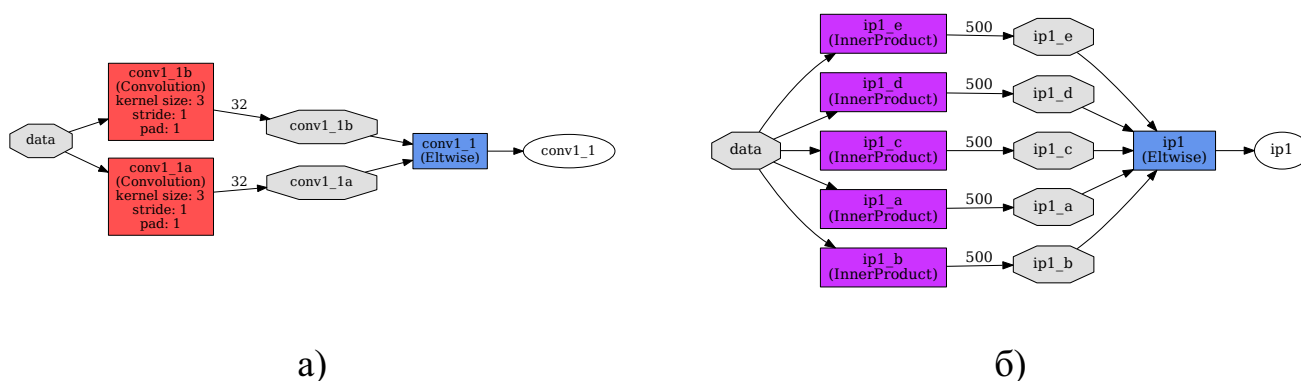 data
conv1_1b
(Convolution)
kernel size: 3
stride: 1
pad: 1
conv1_1a
(Convolution)
kernel size: 3
stride: 1
pad: 1
32
32
conv1_1b
conv1_1a
conv1_1
(Eltwise)
conv1_1
а)
data
ip1_e
(InnerProduct)
ip1_d
(InnerProduct)
ip1_c
(InnerProduct)
ip1_a
(InnerProduct)
ip1_b
(InnerProduct)
500
500
500
500
500
ip1_e
ip1_d
ip1_c
ip1_a
ip1_b
ip1
(Eltwise)
ip1
б)